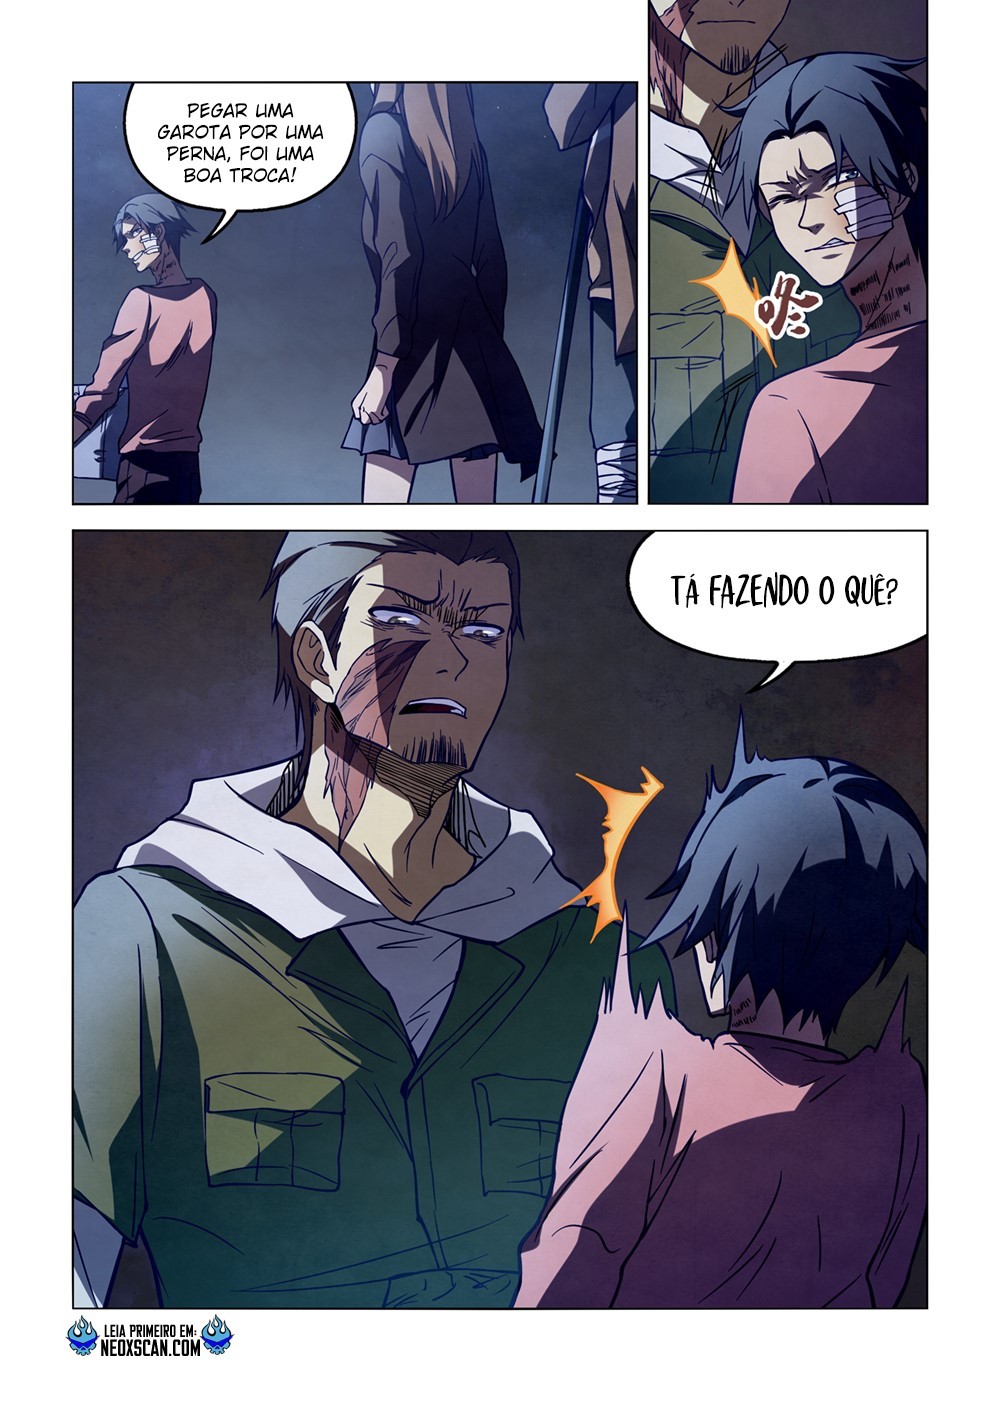 PEGAR UMA
GAROTA POR UMA
PERNA, FOI UMA
BOA TROCA!
咚
TÁ FAZENDO O QUÊ?
LEIA PRIMEIRO EM:
NEOXSCAN.COM